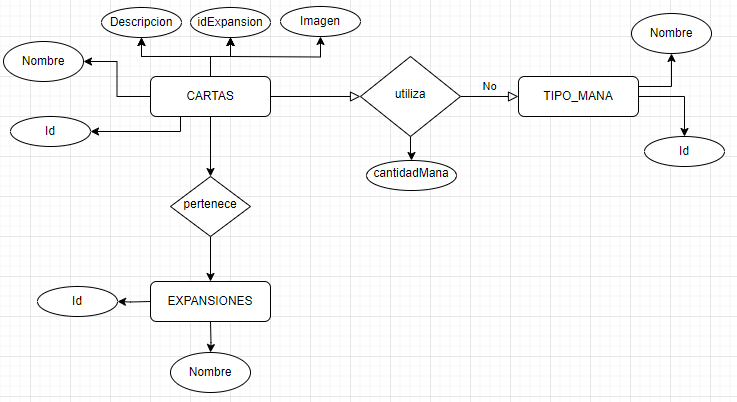 Descripcion
idExpansion
Imagen
Nombre
Nombre
CARTAS
utiliza
No
TIPO_MANA
Id
Id
cantidadMana
pertenece
Id
EXPANSIONES
Nombre